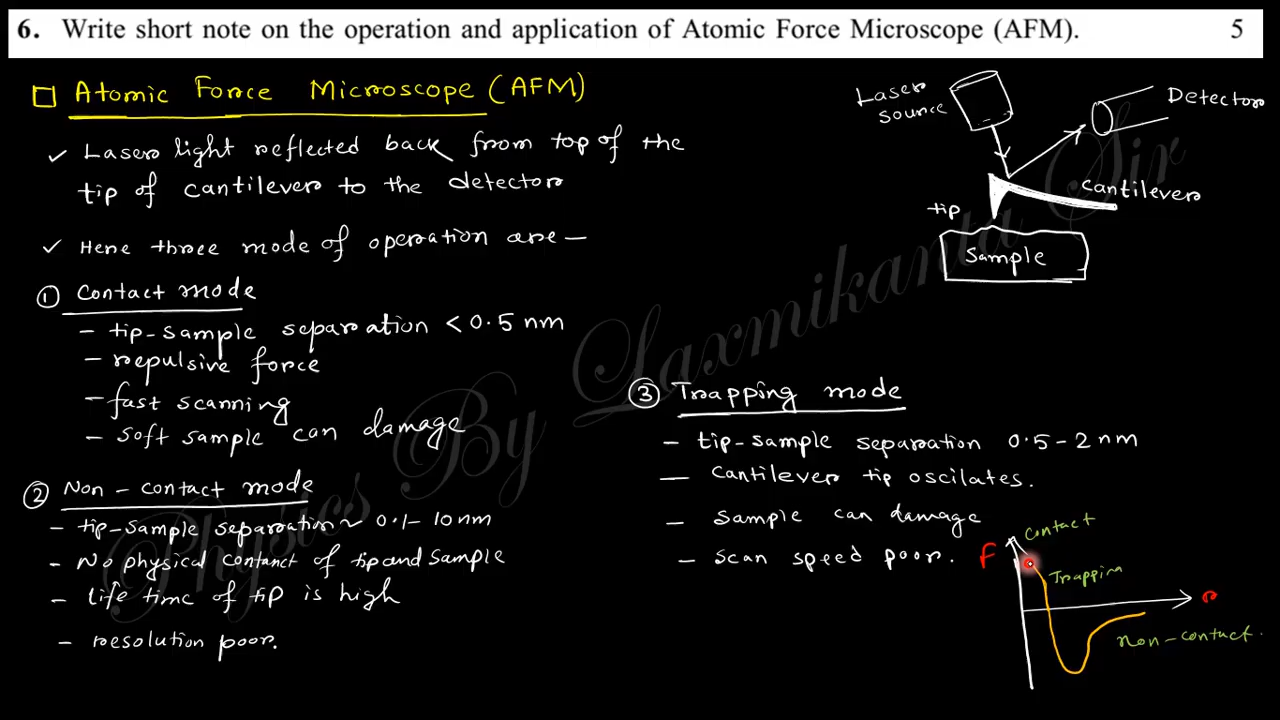 6. Write short note on the operation and application of Atomic Force Microscope (AFM). 5
Atomic Force Microscope (AFM)
Laser light reflected back from top of the
tip of cantilever to the detector
Here three mode of operation are —
① Contact mode
- tip-sample separation < 0.5 nm
- repulsive force
- fast scanning
- soft sample can damage
② Non - contact mode
- tip-sample separation ~ 0.1 - 10 nm
- No physical contanct of tip and sample
- life time of tip is high
- resolution poor.
Laser
source
Detector
cantilever
tip
Sample
③ Trapping mode
- tip-sample separation 0.5 - 2 nm
- cantilever tip oscilates.
- sample can damage
- scan speed poor.
F
contact
Trapping
r
non-contact.
Physics By Laxmikanta Sir